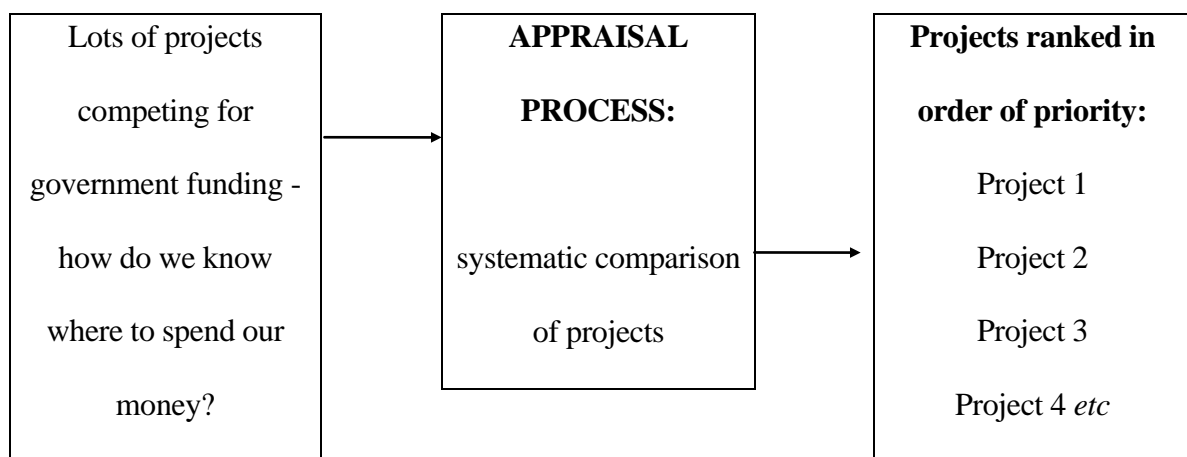 Lots of projects
competing for
government funding -
how do we know
where to spend our
money?
APPRAISAL
PROCESS:
systematic comparison
of projects
Projects ranked in
order of priority:
Project 1
Project 2
Project 3
Project 4 etc